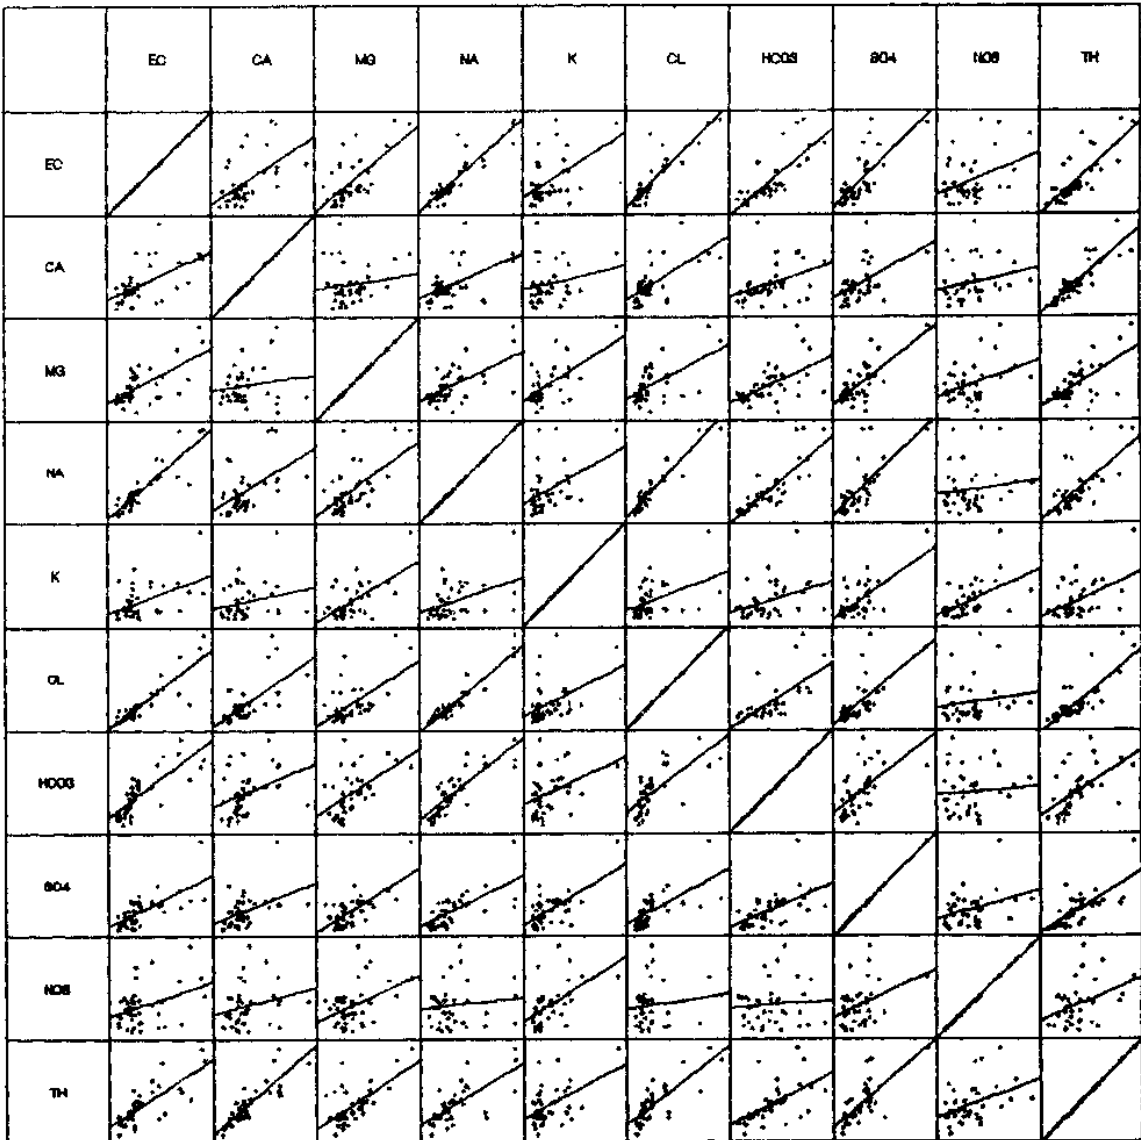 EC CA MG NA K CL HCO3 SO4 NO3 TH
EC
CA
MG
NA
K
CL
HCO3
SO4
NO3
TH